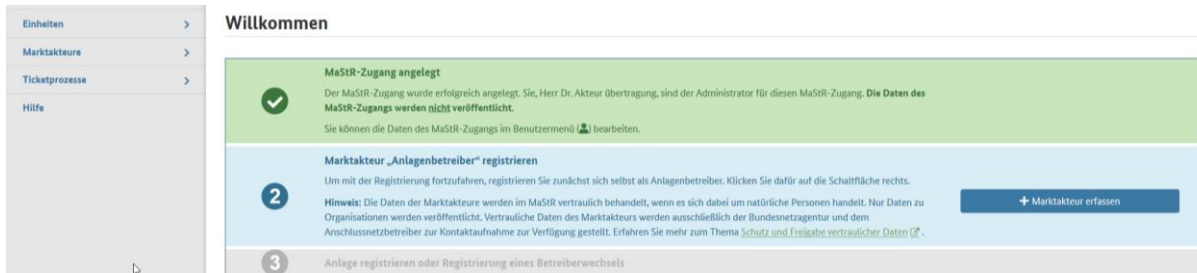 Einheiten
Marktakteure
Ticketprozesse
Hilfe
Willkommen
MaStR-Zugang angelegt
Der MaStR-Zugang wurde erfolgreich angelegt. Sie, Herr Dr. Akteur übertragung, sind der Administrator für diesen MaStR-Zugang. Die Daten des
MaStR-Zugangs werden nicht veröffentlicht.
Sie können die Daten des MaStR-Zugangs im Benutzermenü () bearbeiten.
2
Marktakteur „Anlagenbetreiber" registrieren
Um mit der Registrierung fortzufahren, registrieren Sie zunächst sich selbst als Anlagenbetreiber. Klicken Sie dafür auf die Schaltfläche rechts.
Hinweis: Die Daten der Marktakteure werden im MaStR vertraulich behandelt, wenn es sich dabei um natürliche Personen handelt. Nur Daten zu
Organisationen werden veröffentlicht. Vertrauliche Daten des Marktakteurs werden ausschließlich der Bundesnetzagentur und dem
Anschlussnetzbetreiber zur Kontaktaufnahme zur Verfügung gestellt. Erfahren Sie mehr zum Thema Schutz und Freigabe vertraulicher Daten .
+ Marktakteur erfassen
3
Anlage registrieren oder Registrierung eines Betreiberwechsels